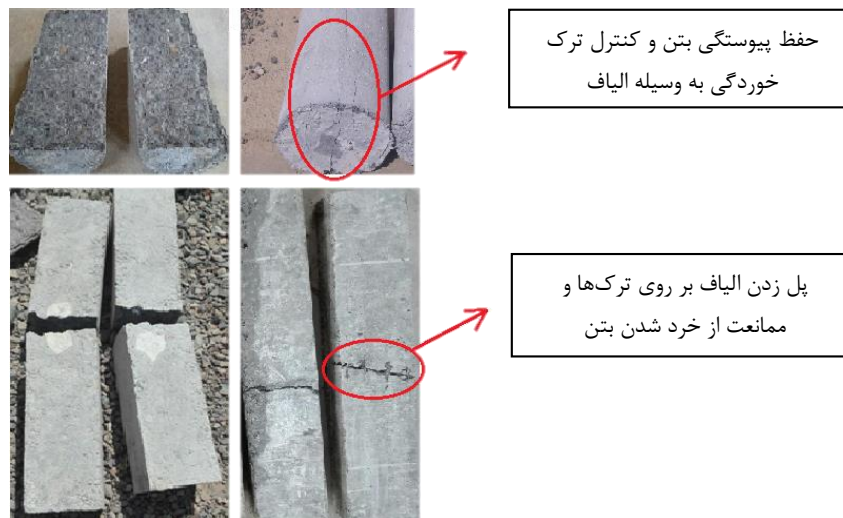 حفظ پیوستگی بتن و کنترل ترک
خوردگی به وسیله الیاف
پل زدن الیاف بر روی ترک‌ها و
ممانعت از خرد شدن بتن